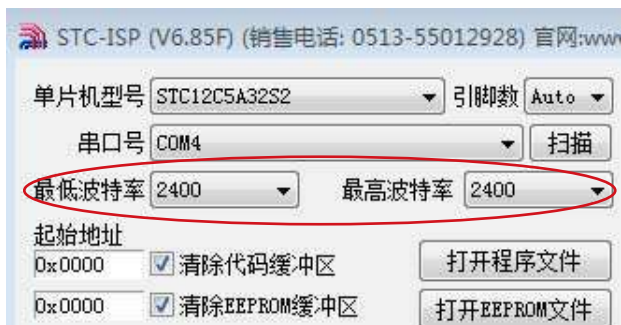 STC-ISP (V6.85F) (销售电话: 0513-55012928) 官网:www
单片机型号 STC12C5A32S2 引脚数 Auto
串口号 COM4 扫描
最低波特率 2400 最高波特率 2400
起始地址
0x0000 清除代码缓冲区 打开程序文件
0x0000 清除EEPROM缓冲区 打开EEPROM文件